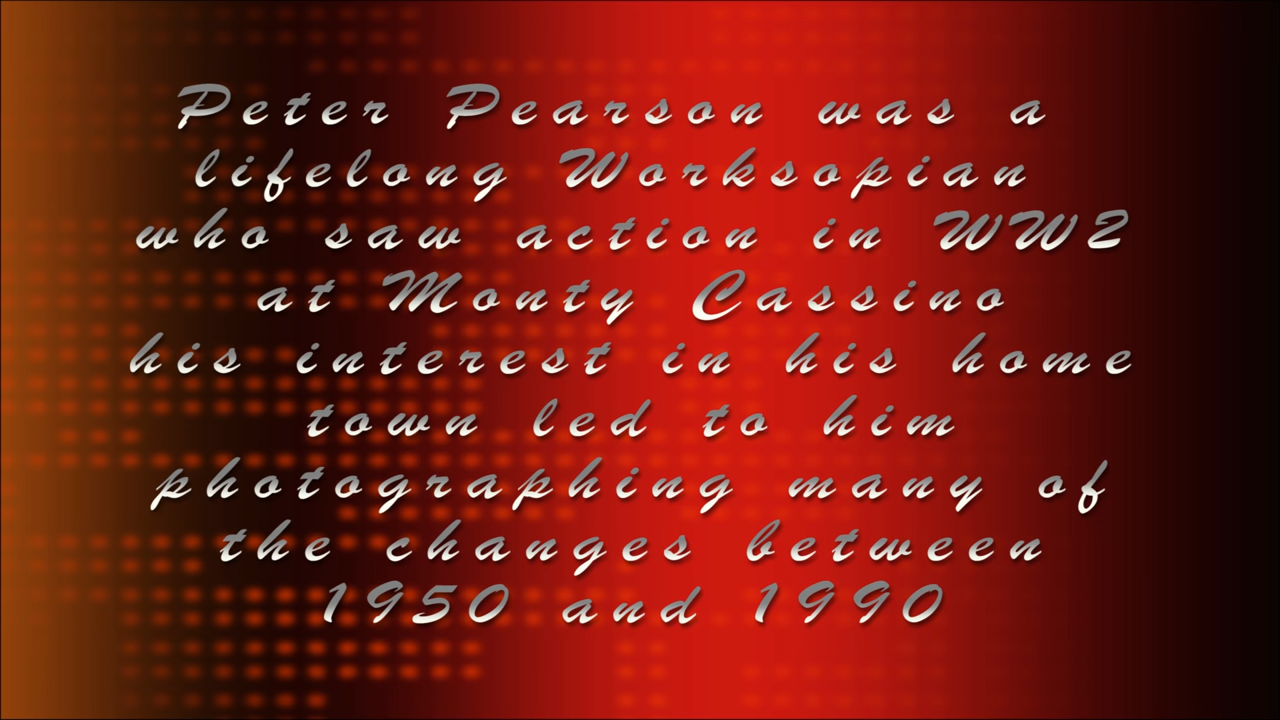 Peter Pearson was a
lifelong Worksopian
who saw action in WW2
at Monty Cassino
his interest in his home
town led to him
photographing many of
the changes between
1950 and 1990